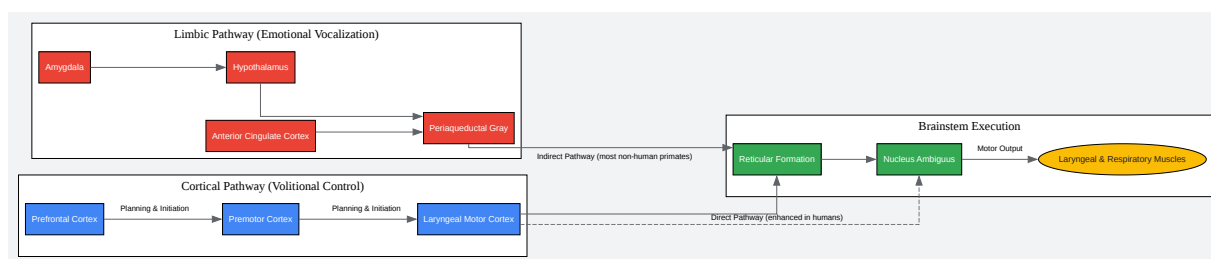 Limbic Pathway (Emotional Vocalization)
Amygdala
Hypothalamus
Anterior Cingulate Cortex
Periaqueductal Gray
Indirect Pathway (most non-human primates)
Brainstem Execution
Reticular Formation
Nucleus Ambiguus
Motor Output
Laryngeal & Respiratory Muscles
Cortical Pathway (Volitional Control)
Prefrontal Cortex
Planning & Initiation
Premotor Cortex
Planning & Initiation
Laryngeal Motor Cortex
Direct Pathway (enhanced in humans)